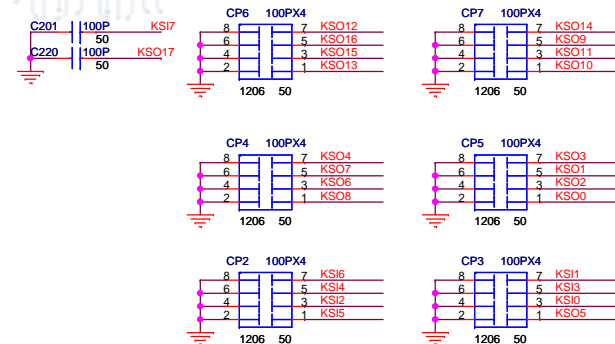 C201 100P KSI7
50
C220 100P KSO17
50
CP6 100PX4
8 7 KSO12
6 5 KSO16
4 3 KSO15
2 1 KSO13
1206 50
CP7 100PX4
8 7 KSO14
6 5 KSO9
4 3 KSO11
2 1 KSO10
1206 50
CP4 100PX4
8 7 KSO4
6 5 KSO7
4 3 KSO6
2 1 KSO8
1206 50
CP5 100PX4
8 7 KSO3
6 5 KSO1
4 3 KSO2
2 1 KSO0
1206 50
CP2 100PX4
8 7 KSI6
6 5 KSI4
4 3 KSI2
2 1 KSI5
1206 50
CP3 100PX4
8 7 KSI1
6 5 KSI3
4 3 KSI0
2 1 KSO5
1206 50